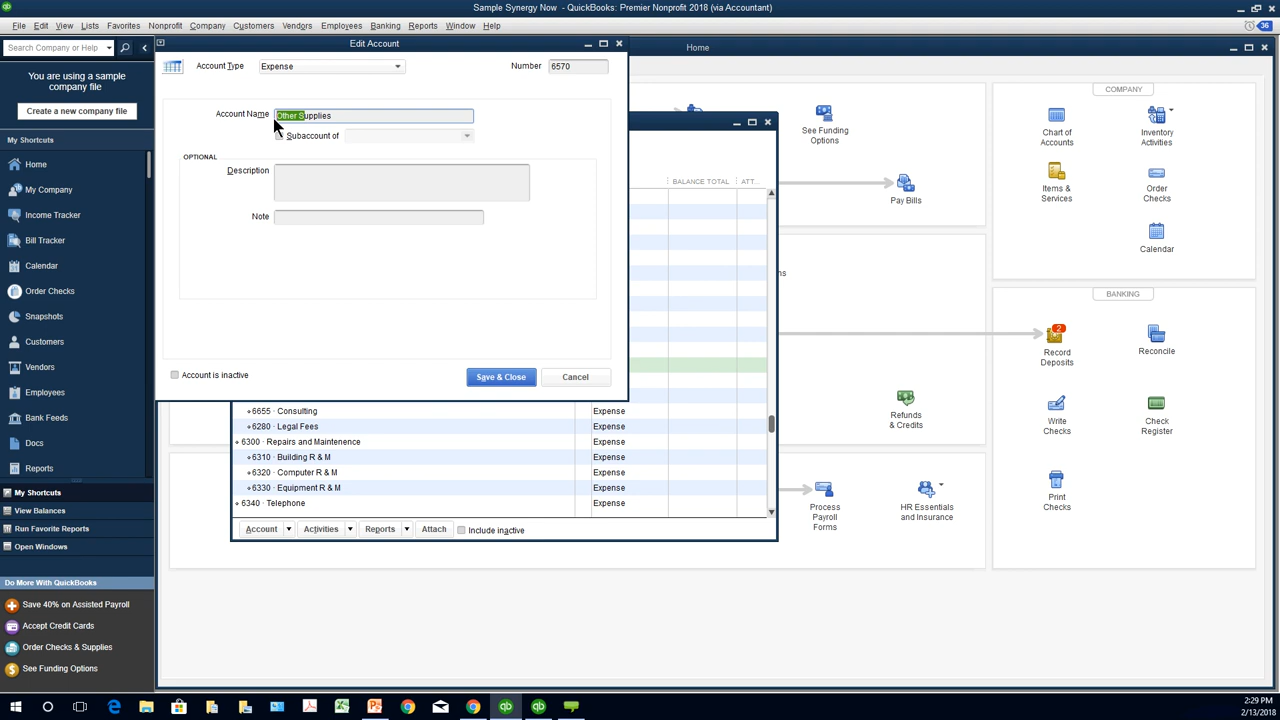 Sample Synergy Now - QuickBooks: Premier Nonprofit 2018 (via Accountant)
File Edit View Lists Favorites Nonprofit Company Customers Vendors Employees Banking Reports Window Help
36
Search Company or Help
You are using a sample
company file
Create a new company file
My Shortcuts
Home
My Company
Income Tracker
Bill Tracker
Calendar
Order Checks
Snapshots
Customers
Vendors
Employees
Bank Feeds
Docs
Reports
My Shortcuts
View Balances
Run Favorite Reports
Open Windows
Do More With QuickBooks
Save 40% on Assisted Payroll
Accept Credit Cards
Order Checks & Supplies
See Funding Options
Edit Account
Account Type
Expense
Number
6570
Account Name
Other Supplies
Subaccount of
OPTIONAL
Description
Note
Account is inactive
Save & Close
Cancel
BALANCE TOTAL
ATT...
6655 · Consulting Expense
6280 · Legal Fees Expense
6300 · Repairs and Maintenence Expense
6310 · Building R & M Expense
6320 · Computer R & M Expense
6330 · Equipment R & M Expense
6340 · Telephone Expense
Account
Activities
Reports
Attach
Include inactive
Home
See Funding
Options
Pay Bills
Refunds
& Credits
Process
Payroll
Forms
HR Essentials
and Insurance
COMPANY
Chart of
Accounts
Inventory
Activities
Items &
Services
Order
Checks
Calendar
BANKING
2
Record
Deposits
Reconcile
Write
Checks
Check
Register
Print
Checks
2:29 PM
2/13/2018